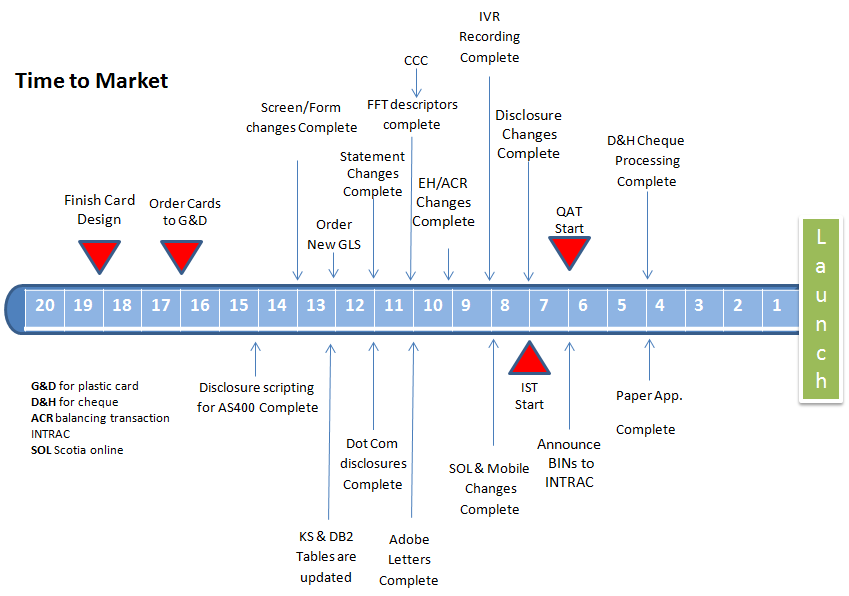 Time to Market
IVR
Recording
Complete
CCC
Screen/Form
changes Complete
FFT descriptors
complete
Disclosure
Changes
Complete
D&H Cheque
Processing
Complete
Statement
Changes
Complete
EH/ACR
Changes
Complete
Finish Card
Design
Order Cards
to G&D
Order
New GLS
QAT
Start
20 19 18 17 16 15 14 13 12 11 10 9 8 7 6 5 4 3 2 1
Launch
G&D for plastic card
D&H for cheque
ACR balancing transaction
INTRAC
SOL Scotia online
Disclosure scripting
for AS400 Complete
IST
Start
Paper App.
Complete
Dot Com
disclosures
Complete
Announce
BINs to
INTRAC
SOL & Mobile
Changes
Complete
KS & DB2
Tables are
updated
Adobe
Letters
Complete